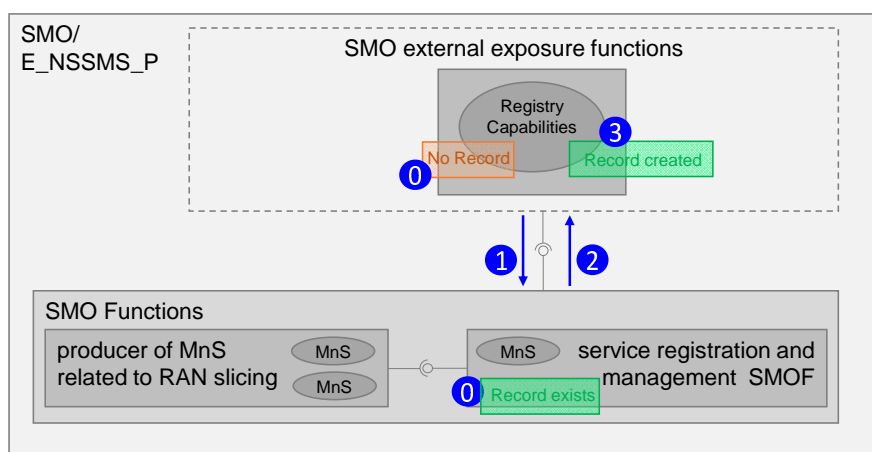 SMO/
E_NSSMS_P
SMO external exposure functions
Registry
Capabilities
3
No Record
Record created
0
1
2
SMO Functions
producer of MnS
related to RAN slicing
MnS
MnS
MnS
service registration and
management SMOF
0
Record exists